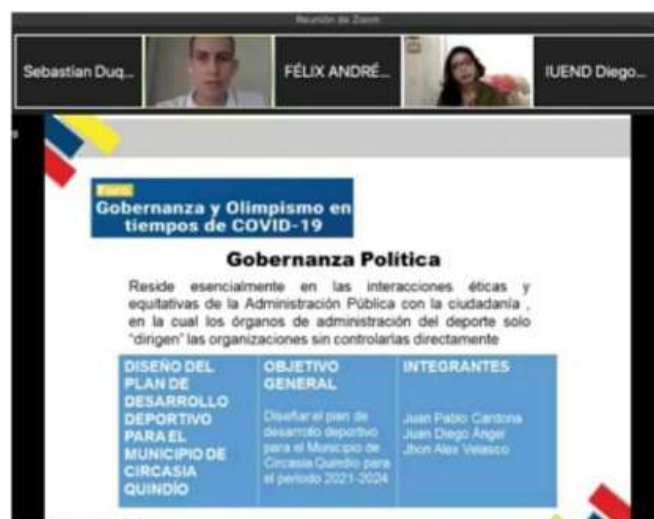 Reunión de Zoom
Sebastian Duq...
FÉLIX ANDRÉ...
IUEND Diego...
Foro
Gobernanza y Olimpismo en
tiempos de COVID-19
Gobernanza Política
Reside esencialmente en las interacciones éticas y
equitativas de la Administración Pública con la ciudadanía ,
en la cual los órganos de administración del deporte solo
"dirigen" las organizaciones sin controlarlas directamente
DISEÑO DEL
PLAN DE
DESARROLLO
DEPORTIVO
PARA EL
MUNICIPIO DE
CIRCASIA
QUINDÍO
OBJETIVO
GENERAL
Diseñar el plan de
desarrollo deportivo
para el Municipio de
Circasia Quindío para
el periodo 2021-2024
INTEGRANTES
Juan Pablo Cardona
Juan Diego Ángel
Jhon Alex Velasco